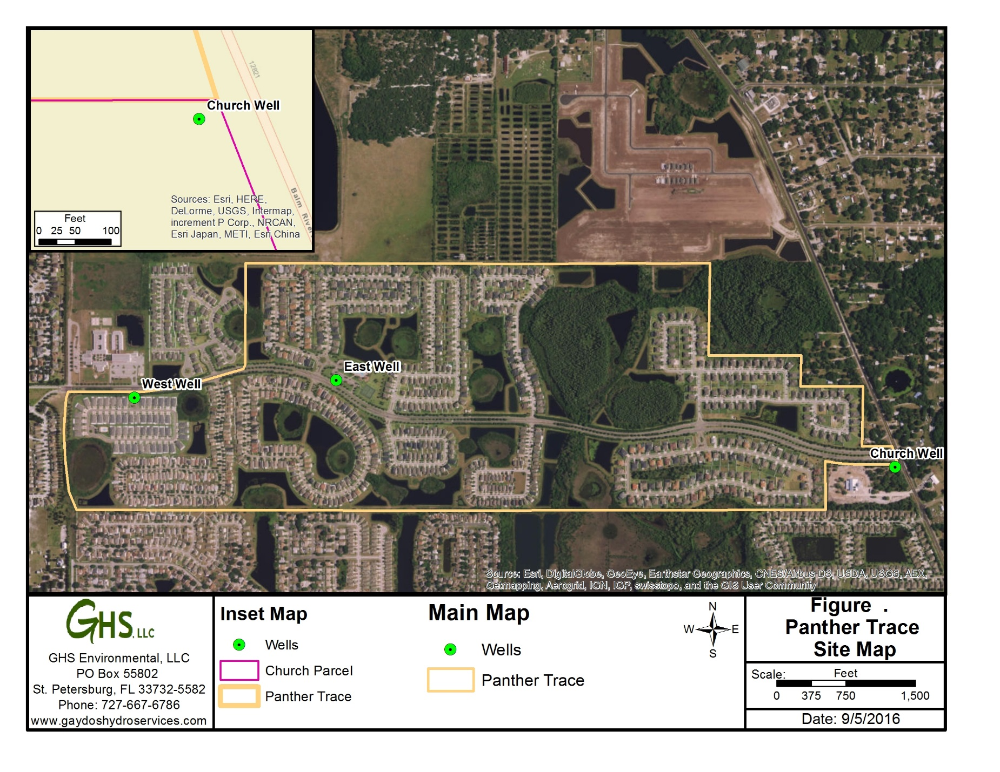 12821
Church Well
Balm River
Sources: Esri, HERE,
DeLorme, USGS, Intermap,
increment P Corp., NRCAN,
Esri Japan, METI, Esri China
Feet
0 25 50 100
East Well
West Well
Church Well
Source: Esri, DigitalGlobe, GeoEye, Earthstar Geographics, CNES/Airbus DS, USDA, USGS, AEX,
Getmapping, Aerogrid, IGN, IGP, swisstopo, and the GIS User Community
GHS, LLC
GHS Environmental, LLC
PO Box 55802
St. Petersburg, FL 33732-5582
Phone: 727-667-6786
www.gaydoshydroservices.com
Inset Map
Wells
Church Parcel
Panther Trace
Main Map
Wells
Panther Trace
N
W E
S
Figure .
Panther Trace
Site Map
Scale: Feet
0 375 750 1,500
Date: 9/5/2016